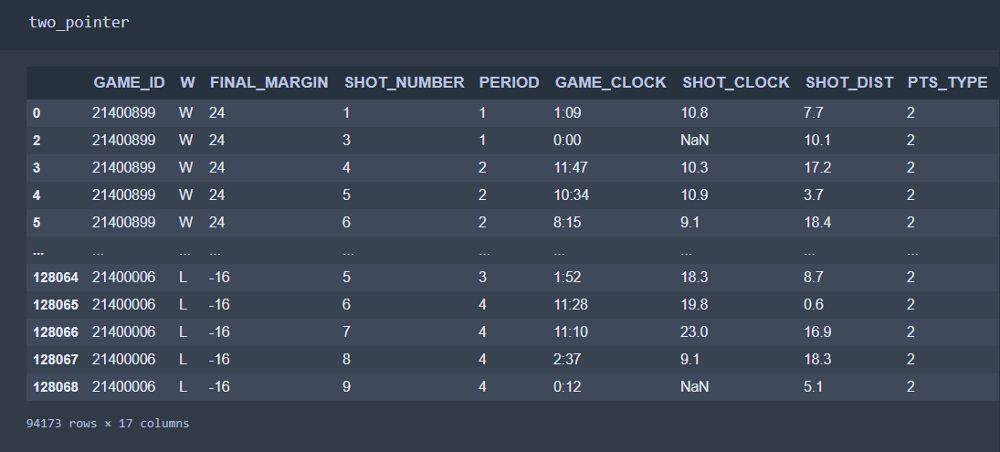 two_pointer
GAME_ID W FINAL_MARGIN SHOT_NUMBER PERIOD GAME_CLOCK SHOT_CLOCK SHOT_DIST PTS_TYPE
0 21400899 W 24 1 1 1:09 10.8 7.7 2
2 21400899 W 24 3 1 0:00 NaN 10.1 2
3 21400899 W 24 4 2 11:47 10.3 17.2 2
4 21400899 W 24 5 2 10:34 10.9 3.7 2
5 21400899 W 24 6 2 8:15 9.1 18.4 2
... ... ... ... ... ... ... ... ... ...
128064 21400006 L -16 5 3 1:52 18.3 8.7 2
128065 21400006 L -16 6 4 11:28 19.8 0.6 2
128066 21400006 L -16 7 4 11:10 23.0 16.9 2
128067 21400006 L -16 8 4 2:37 9.1 18.3 2
128068 21400006 L -16 9 4 0:12 NaN 5.1 2
94173 rows × 17 columns